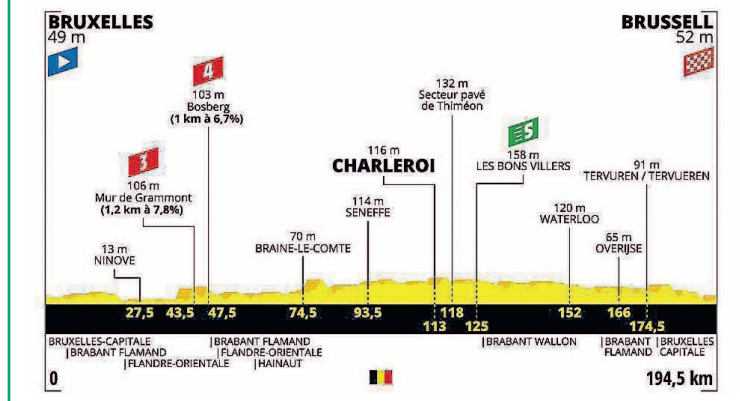 BRUXELLES
49 m
BRUSSELL
52 m
4
103 m
Bosberg
(1 km à 6,7%)
132 m
Secteur pavé
de Thiméon
3
106 m
Mur de Grammont
(1,2 km à 7,8%)
116 m
CHARLEROI
S
158 m
LES BONS VILLERS
91 m
TERVUREN / TERVUEREN
114 m
SENEFFE
120 m
WATERLOO
13 m
NINOVE
70 m
BRAINE-LE-COMTE
65 m
OVERIJSE
27,5 43,5 47,5 74,5 93,5 118 152 166
113 125 174,5
BRUXELLES-CAPITALE |BRABANT FLAMAND |BRABANT WALLON |BRABANT |BRUXELLES
|BRABANT FLAMAND |FLANDRE-ORIENTALE FLAMAND CAPITALE
|FLANDRE-ORIENTALE |HAINAUT
0 194,5 km